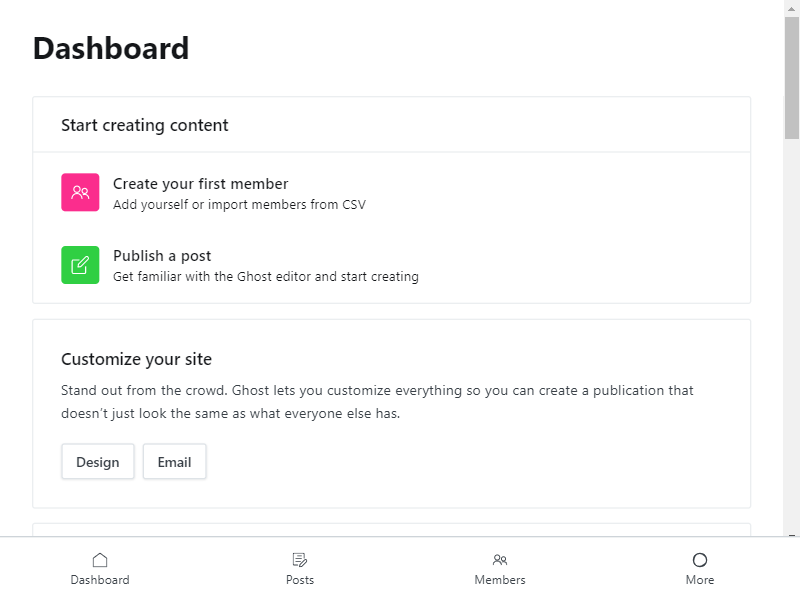 Dashboard
Start creating content
Create your first member
Add yourself or import members from CSV
Publish a post
Get familiar with the Ghost editor and start creating
Customize your site
Stand out from the crowd. Ghost lets you customize everything so you can create a publication that
doesn’t just look the same as what everyone else has.
Design Email
Dashboard Posts Members More